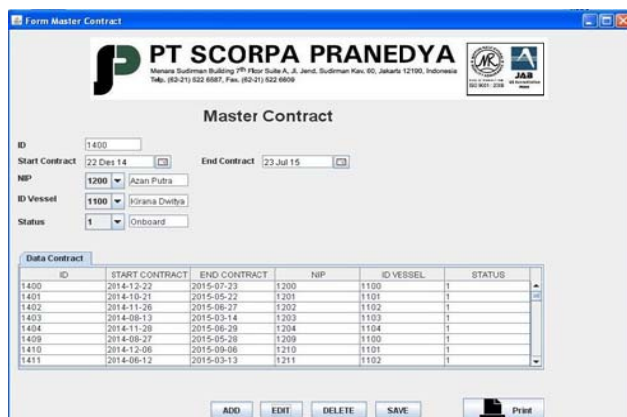 Form Master Contract
PT SCORPA PRANEDYA
Menara Sudirman Building 7th Floor Suite A, Jl. Jend. Sudirman Kav. 60, Jakarta 12190, Indonesia
Telp. (62-21) 522 6587, Fax. (62-21) 522 6609
NR
JAB
ISO 9001 : 2008
Master Contract
ID 1400
Start Contract 22 Des 14 End Contract 23 Jul 15
NIP 1200 Azan Putra
ID Vessel 1100 Kirana Dwitya
Status 1 Onboard
Data Contract
ID START CONTRACT END CONTRACT NIP ID VESSEL STATUS
1400 2014-12-22 2015-07-23 1200 1100 1
1401 2014-10-21 2015-05-22 1201 1101 1
1402 2014-11-26 2015-06-27 1202 1102 1
1403 2014-08-13 2015-03-14 1203 1103 1
1404 2014-11-28 2015-06-29 1204 1104 1
1409 2014-08-27 2015-05-28 1209 1100 1
1410 2014-12-06 2015-09-06 1210 1101 1
1411 2014-06-12 2015-03-13 1211 1102 1
ADD EDIT DELETE SAVE Print